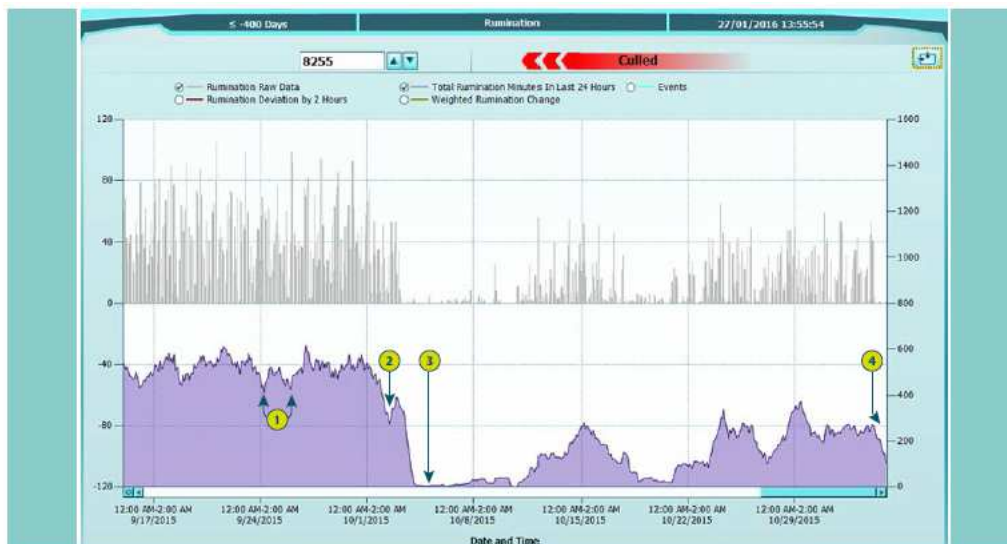 ≤ -400 Days Rumination 27/01/2016 13:55:54
8255 Culled
Rumination Raw Data Total Rumination Minutes In Last 24 Hours Events
Rumination Deviation by 2 Hours Weighted Rumination Change
120 1600
80 1400
40 1200
1000
0 800
-40 600
2 3 4
400
1
-80 200
-120 0
12:00 AM-2:00 AM 12:00 AM-2:00 AM 12:00 AM-2:00 AM 12:00 AM-2:00 AM 12:00 AM-2:00 AM 12:00 AM-2:00 AM 12:00 AM-2:00 AM
9/17/2015 9/24/2015 10/1/2015 10/8/2015 10/15/2015 10/22/2015 10/29/2015
Date and Time